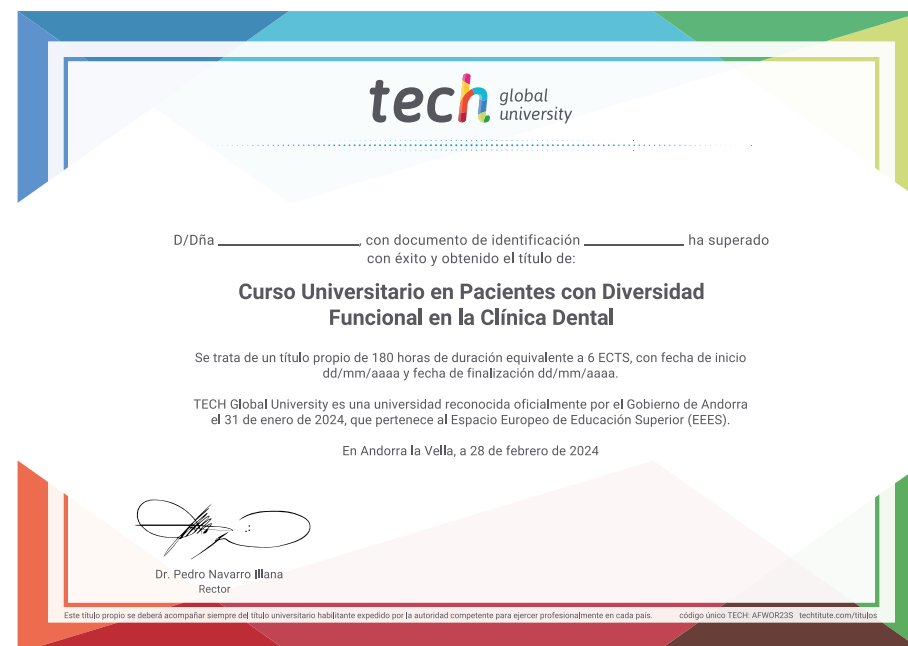 tech global university
D/Dña ____________________, con documento de identificación ______________ ha superado
con éxito y obtenido el título de:
Curso Universitario en Pacientes con Diversidad
Funcional en la Clínica Dental
Se trata de un título propio de 180 horas de duración equivalente a 6 ECTS, con fecha de inicio
dd/mm/aaaa y fecha de finalización dd/mm/aaaa.
TECH Global University es una universidad reconocida oficialmente por el Gobierno de Andorra
el 31 de enero de 2024, que pertenece al Espacio Europeo de Educación Superior (EEES).
En Andorra la Vella, a 28 de febrero de 2024
Dr. Pedro Navarro Illana
Rector
Este título propio se deberá acompañar siempre del título universitario habilitante expedido por la autoridad competente para ejercer profesionalmente en cada país. código único TECH: AFWOR23S techtitute.com/titulos